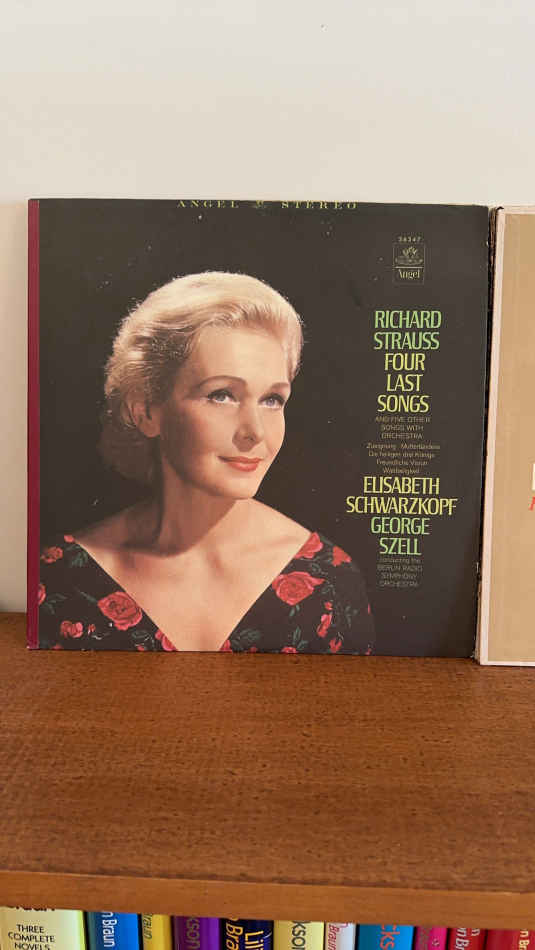 ANGEL STEREO
36347
Angel
RICHARD
STRAUSS
FOUR
LAST
SONGS
AND FIVE OTHER
SONGS WITH
ORCHESTRA
Zueignung · Muttertändelei
Die heiligen drei Könige
Freundliche Vision
Waldseligkeit
ELISABETH
SCHWARZKOPF
GEORGE
SZELL
conducting the
BERLIN RADIO
SYMPHONY
ORCHESTRA
THREE
COMPLETE
NOVELS
Braun